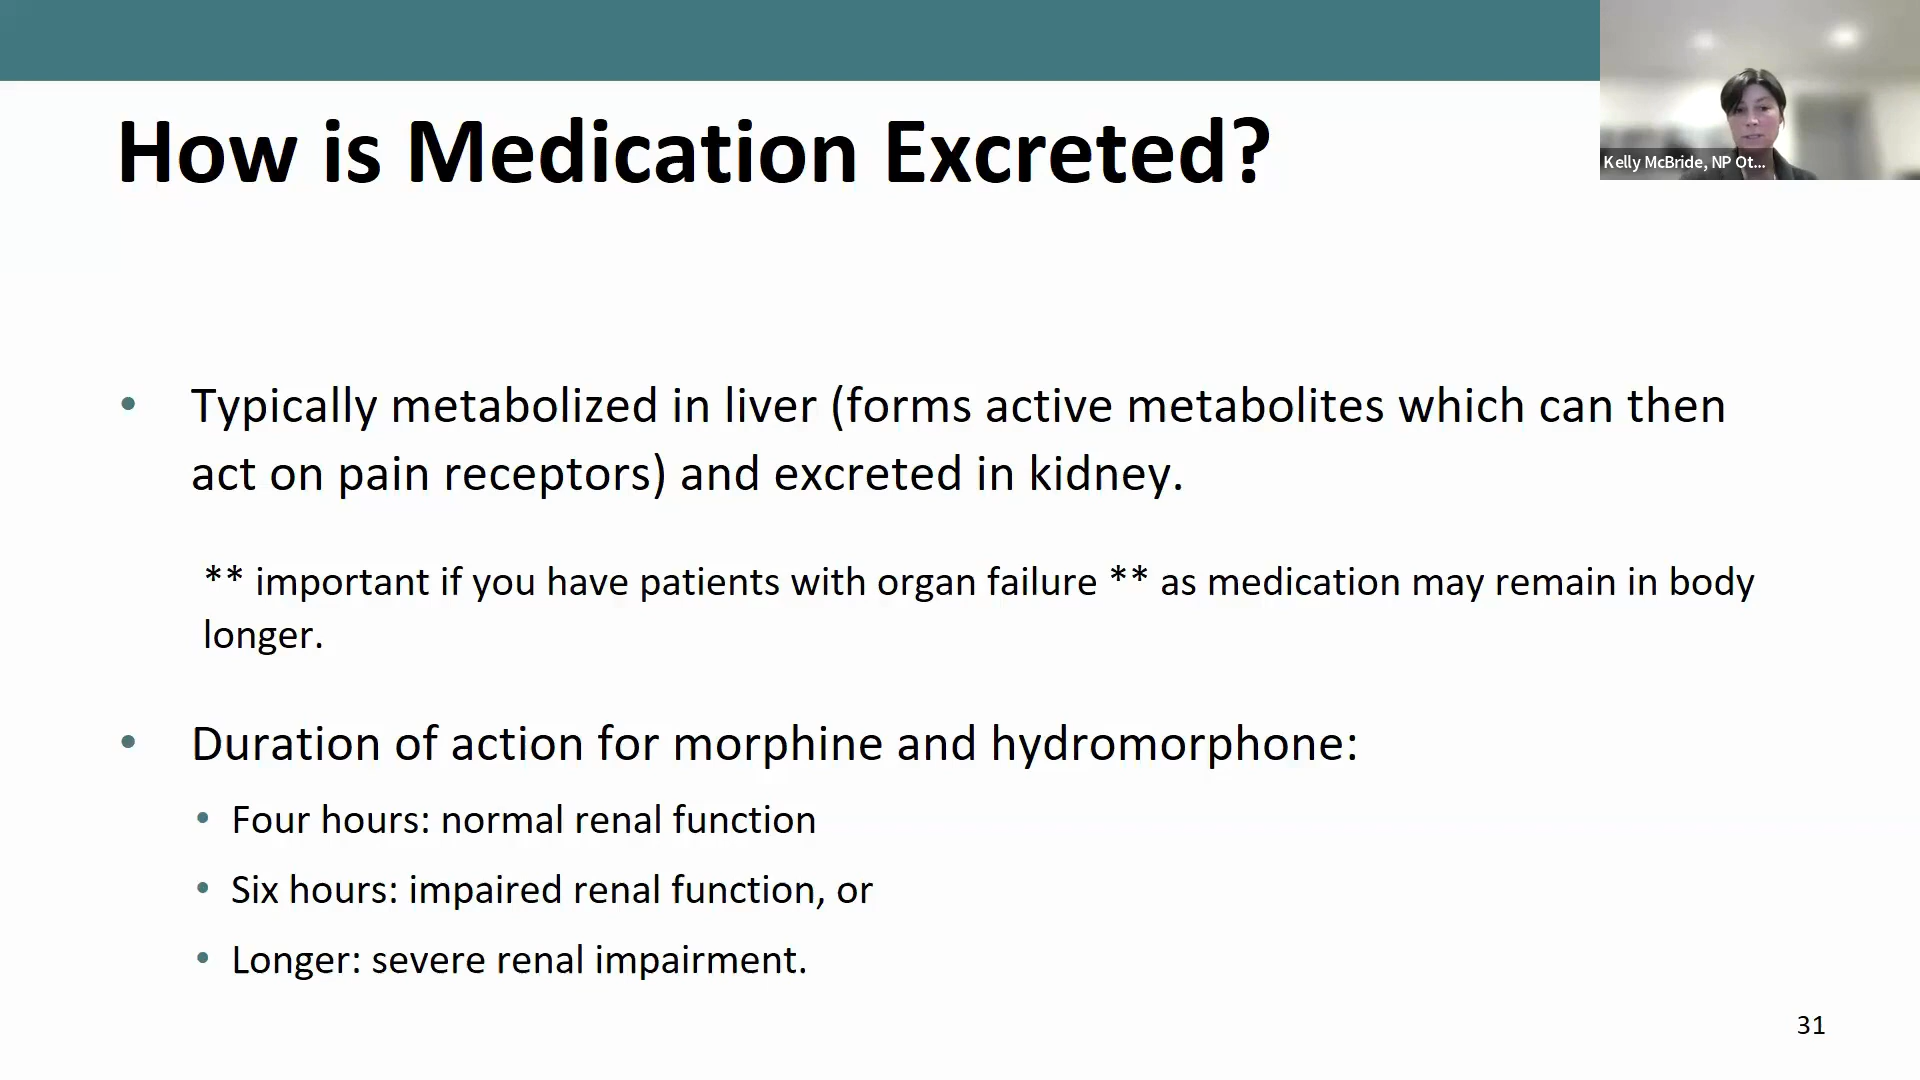 How is Medication Excreted?
Kelly McBride, NP Ot...
• Typically metabolized in liver (forms active metabolites which can then
act on pain receptors) and excreted in kidney.
** important if you have patients with organ failure ** as medication may remain in body
longer.
• Duration of action for morphine and hydromorphone:
• Four hours: normal renal function
• Six hours: impaired renal function, or
• Longer: severe renal impairment.
31